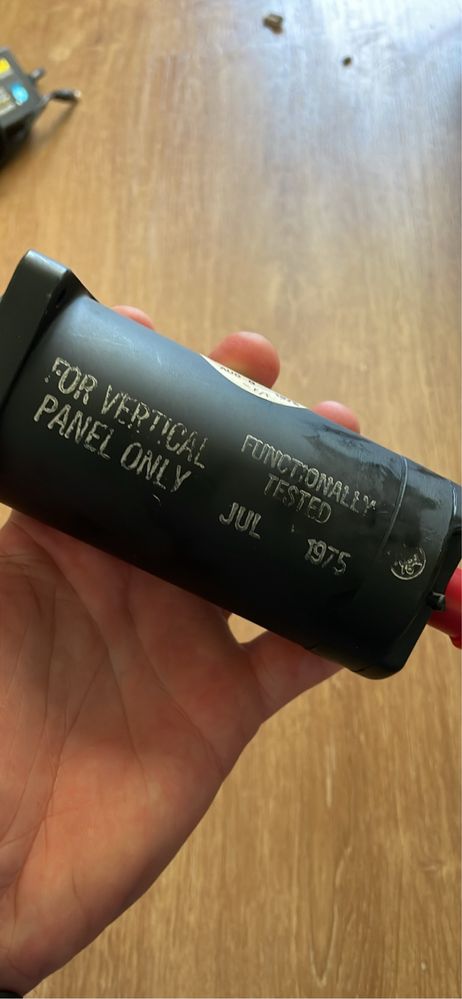 FOR VERTICAL
PANEL ONLY
FUNCTIONALLY
TESTED
JUL 1975